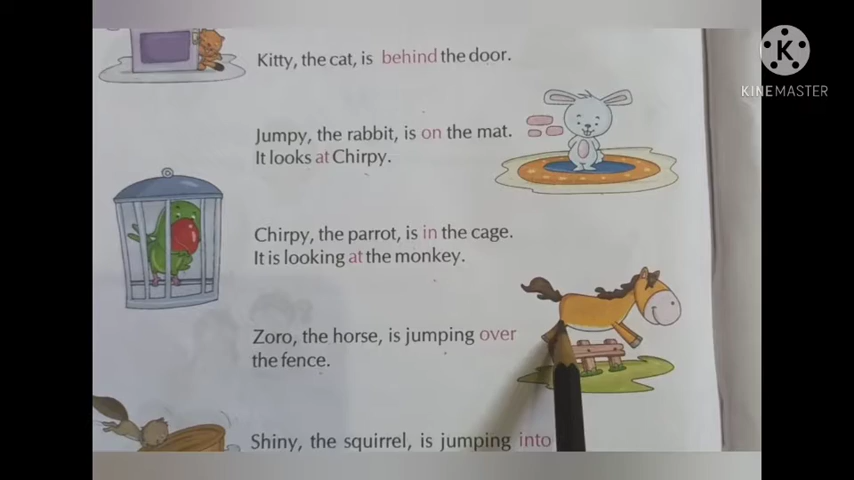 Kitty, the cat, is behind the door.
Jumpy, the rabbit, is on the mat.
It looks at Chirpy.
Chirpy, the parrot, is in the cage.
It is looking at the monkey.
Zoro, the horse, is jumping over
the fence.
Shiny, the squirrel, is jumping into
K
KINEMASTER